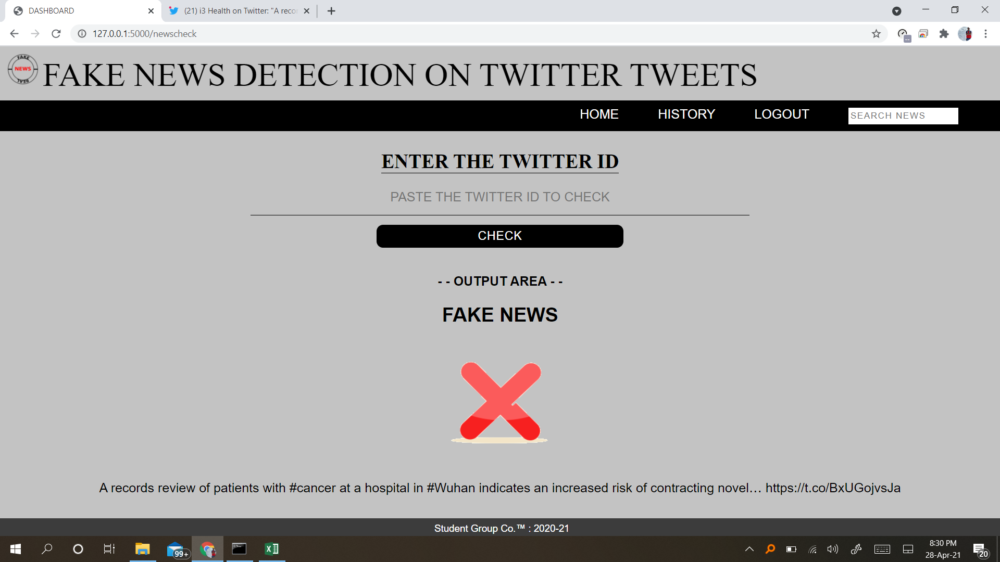 DASHBOARD
(21) i3 Health on Twitter: "A recor
127.0.0.1:5000/newscheck
FAKE
NEWS
REAL
FAKE NEWS DETECTION ON TWITTER TWEETS
HOME HISTORY LOGOUT SEARCH NEWS
ENTER THE TWITTER ID
PASTE THE TWITTER ID TO CHECK
CHECK
- - OUTPUT AREA - -
FAKE NEWS
A records review of patients with #cancer at a hospital in #Wuhan indicates an increased risk of contracting novel… https://t.co/BxUGojvsJa
Student Group Co.™ : 2020-21
99+
8:30 PM
28-Apr-21
20